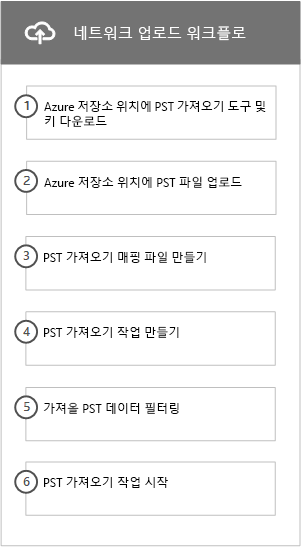 네트워크 업로드 워크플로
1 Azure 저장소 위치에 PST 가져오기 도구 및
키 다운로드
2 Azure 저장소 위치에 PST 파일 업로드
3 PST 가져오기 매핑 파일 만들기
4 PST 가져오기 작업 만들기
5 가져올 PST 데이터 필터링
6 PST 가져오기 작업 시작